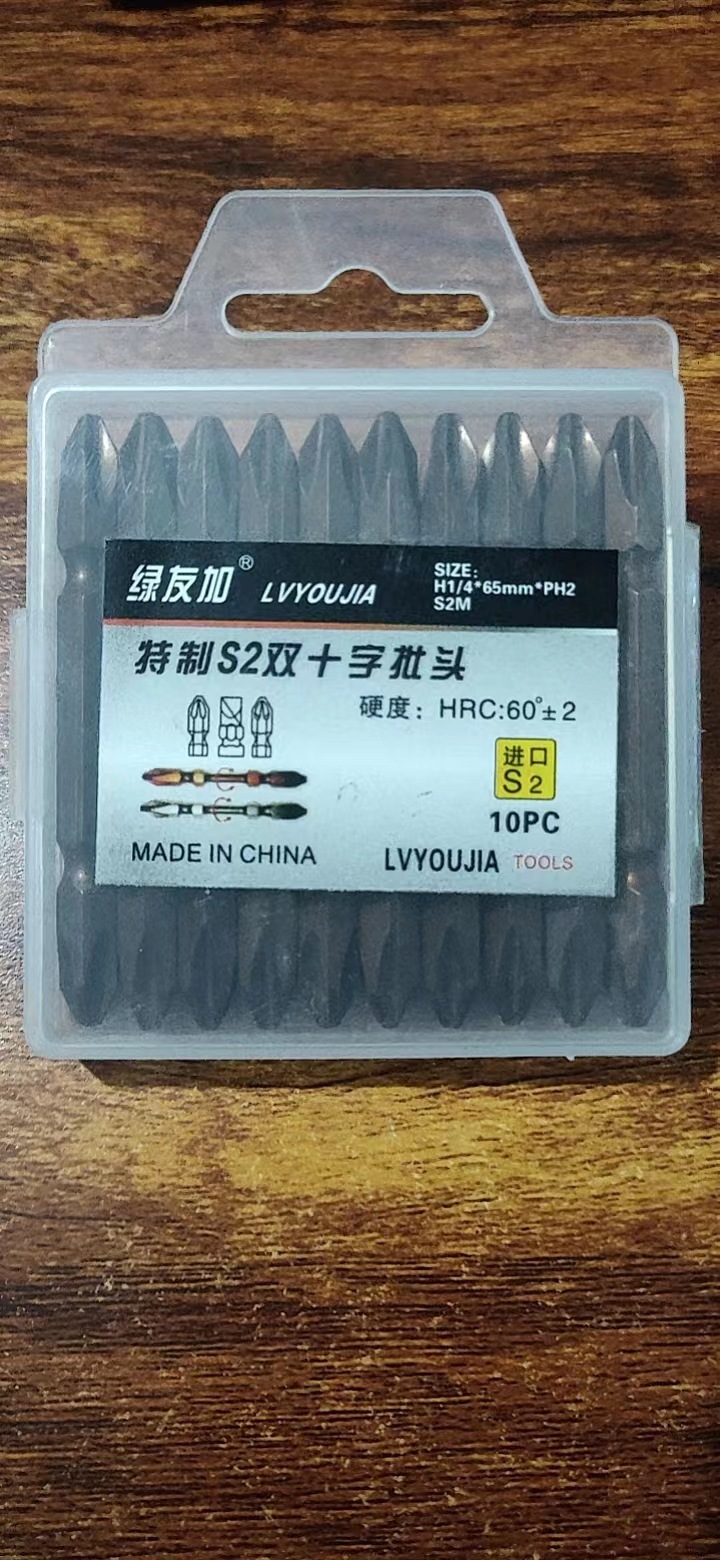 绿友加® LVYOUJIA
SIZE:
H1/4*65mm*PH2
S2M
特制S2双十字批头
硬度：HRC:60°±2
进口
S2
10PC
MADE IN CHINA
LVYOUJIA TOOLS